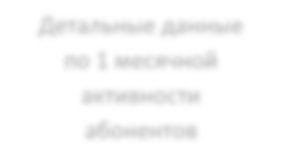 Детальные данные
по 1 месячной
активности
абонентов